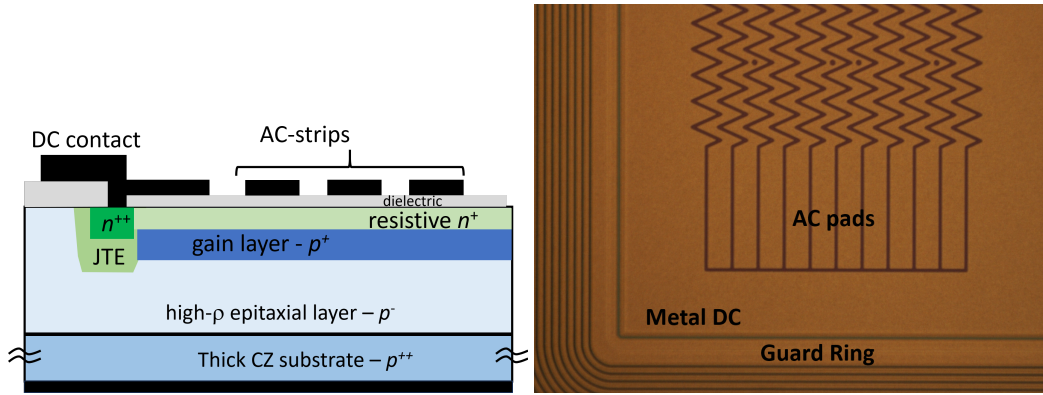 DC contact
AC-strips
dielectric
resistive n⁺
n⁺⁺
gain layer - p⁺
JTE
high-ρ epitaxial layer – p⁻
Thick CZ substrate – p⁺⁺
AC pads
Metal DC
Guard Ring